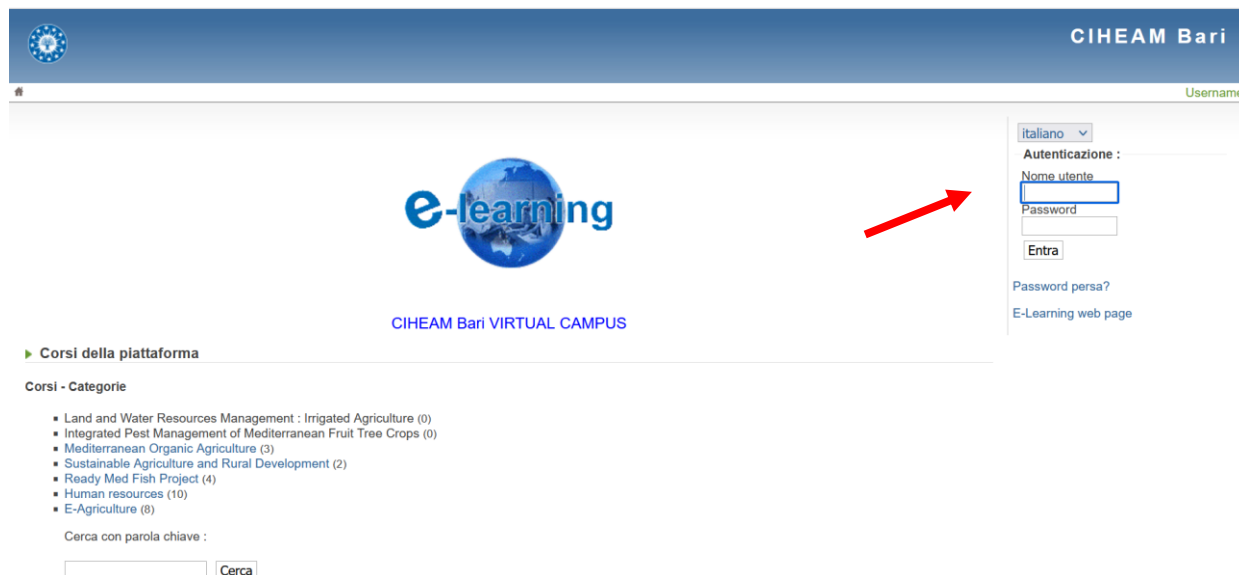 CIHEAM Bari
Username
italiano
Autenticazione :
Nome utente
Password
Entra
Password persa?
E-Learning web page
e-learning
CIHEAM Bari VIRTUAL CAMPUS
Corsi della piattaforma
Corsi - Categorie
Land and Water Resources Management : Irrigated Agriculture (0)
Integrated Pest Management of Mediterranean Fruit Tree Crops (0)
Mediterranean Organic Agriculture (3)
Sustainable Agriculture and Rural Development (2)
Ready Med Fish Project (4)
Human resources (10)
E-Agriculture (8)
Cerca con parola chiave :
Cerca